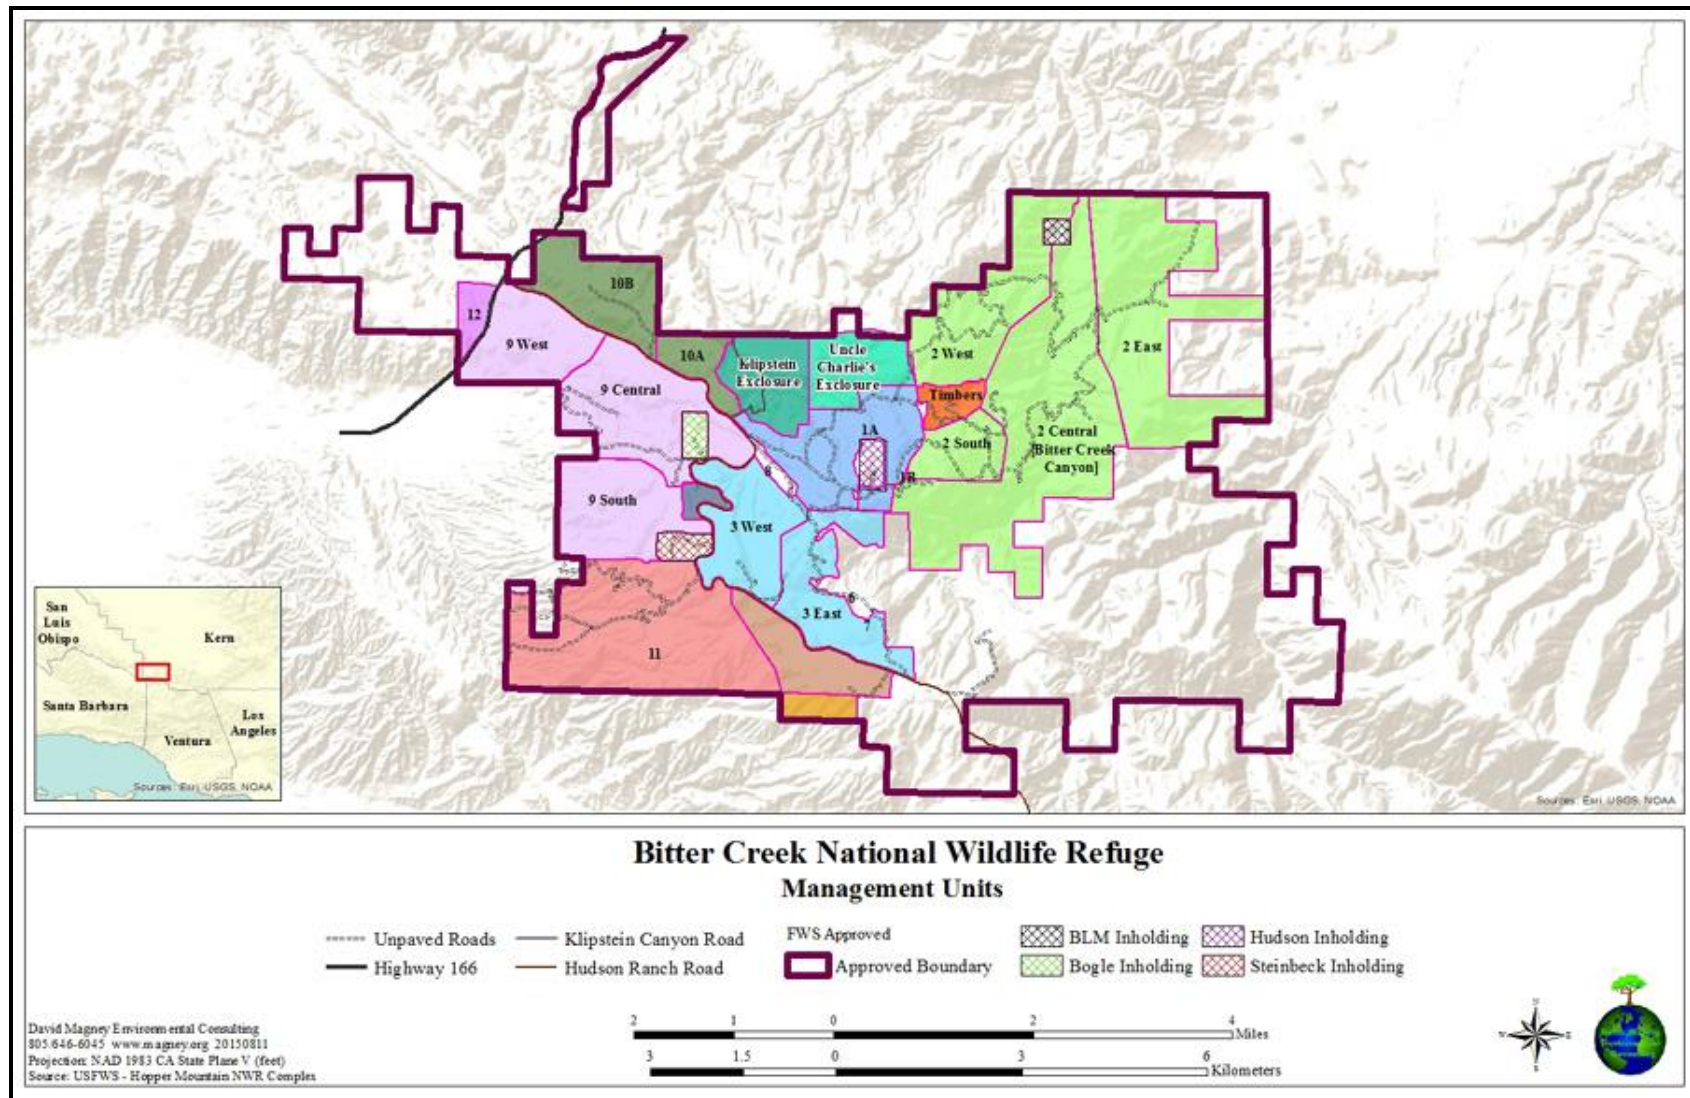 10B
12
9 West
10A
Klipstein
Exclosure
Uncle
Charlie's
Exclosure
2 West
2 East
9 Central
Timbers
1A
2 South
2 Central
[Bitter Creek
Canyon]
8
1B
9 South
3 West
6
3 East
7
11
San
Luis
Obispo
Kern
Santa Barbara
Los
Angeles
Ventura
Sources: Esri, USGS, NOAA
Sources: Esri, USGS, NOAA
Bitter Creek National Wildlife Refuge
Management Units
Unpaved Roads
Klipstein Canyon Road
FWS Approved
BLM Inholding
Hudson Inholding
Highway 166
Hudson Ranch Road
Approved Boundary
Bogle Inholding
Steinbeck Inholding
2 1 0 2 4
Miles
3 1.5 0 3 6
Kilometers
David Magney Environmental Consulting
805.646-6045 www.magney.org 20150811
Projection: NAD 1983 CA State Plane V (feet)
Source: USFWS - Hopper Mountain NWR Complex
N
W
E
S